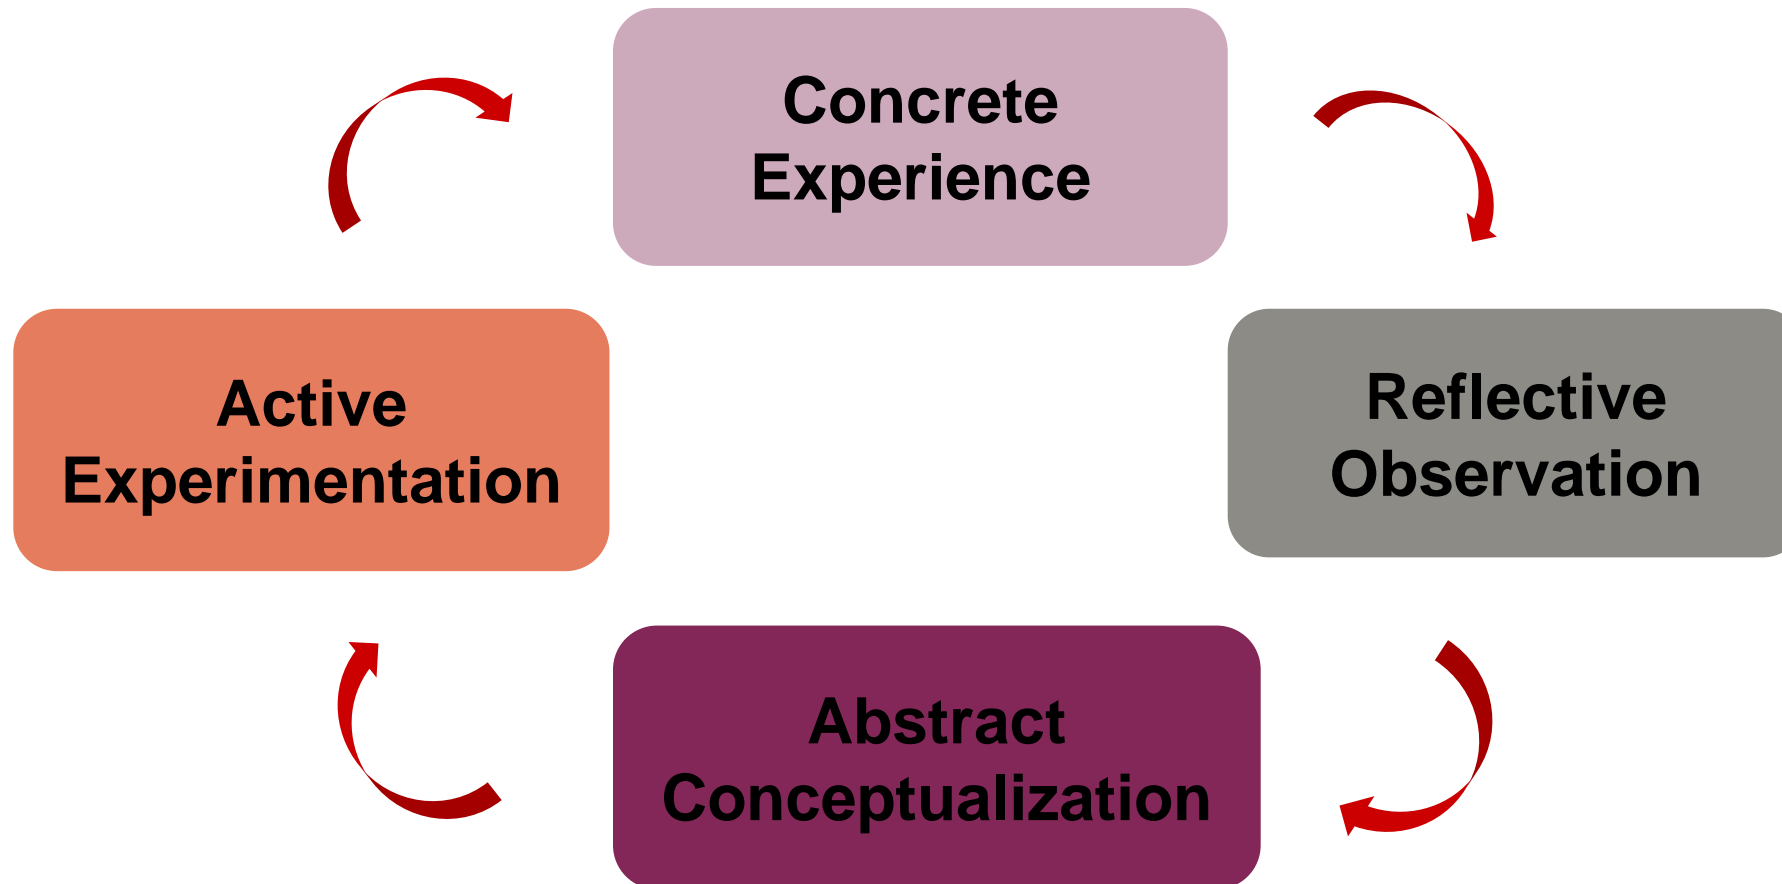 Concrete
Experience
Active
Experimentation
Reflective
Observation
Abstract
Conceptualization